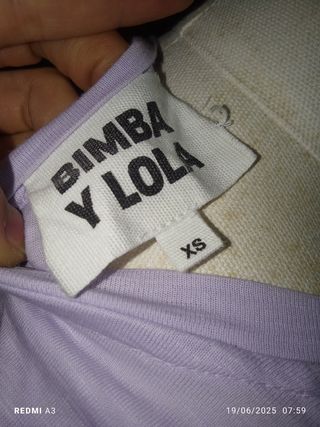 BIMBA
Y LOLA
XS
REDMI A3
19/06/2025 07:59